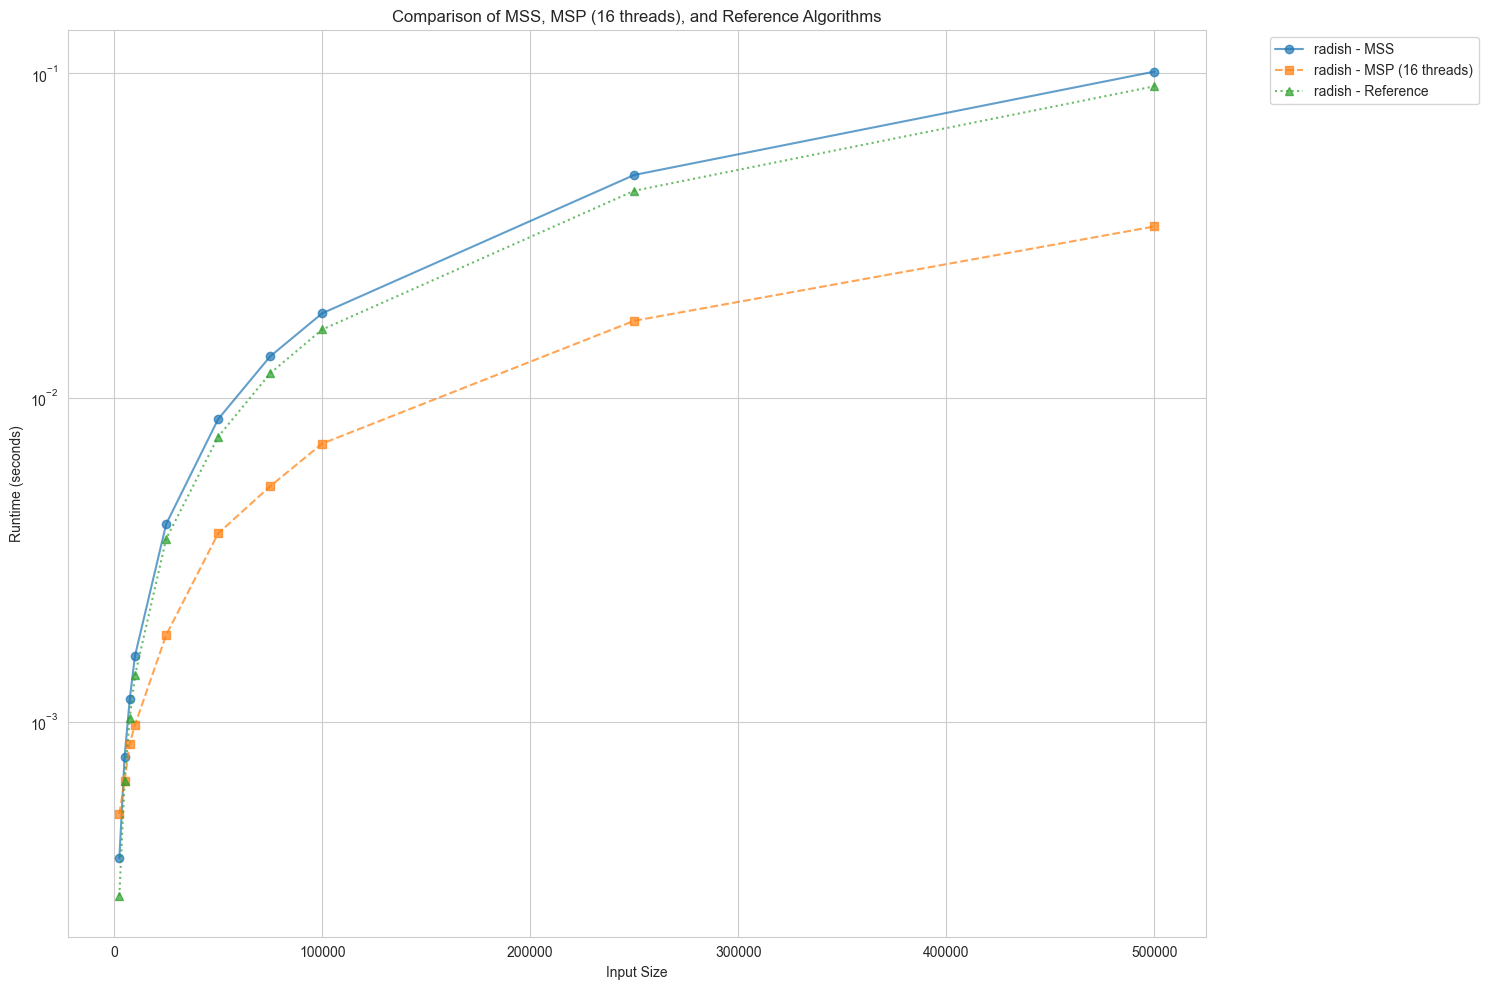 Comparison of MSS, MSP (16 threads), and Reference Algorithms
radish - MSS
radish - MSP (16 threads)
radish - Reference
10⁻¹
10⁻²
10⁻³
Runtime (seconds)
0
100000
200000
300000
400000
500000
Input Size